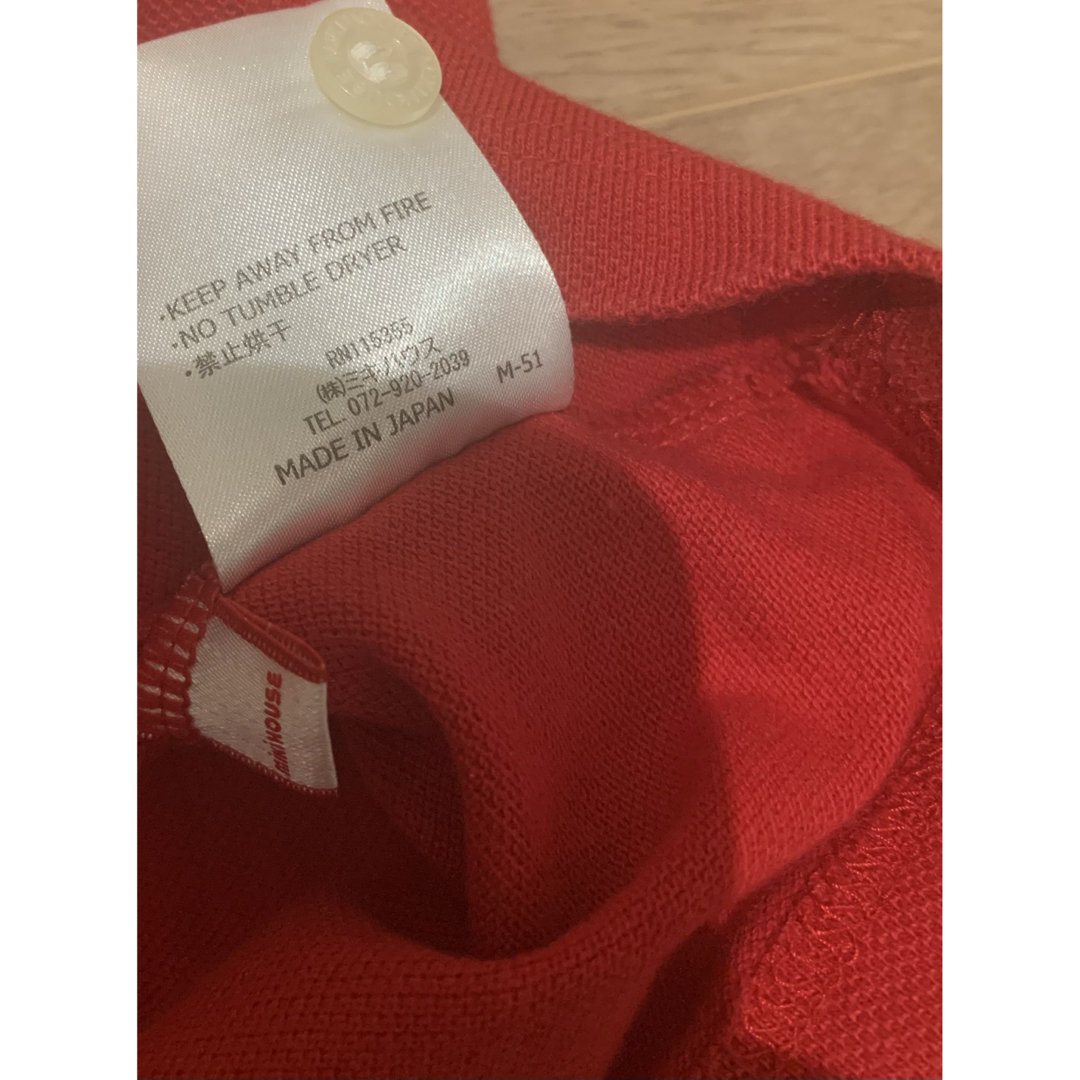 ·KEEP AWAY FROM FIRE
·NO TUMBLE DRYER
·禁止烘干
RN115355
(株)ミキハウス
TEL. 072-920-2039
M-51
MADE IN JAPAN
mikiHOUSE